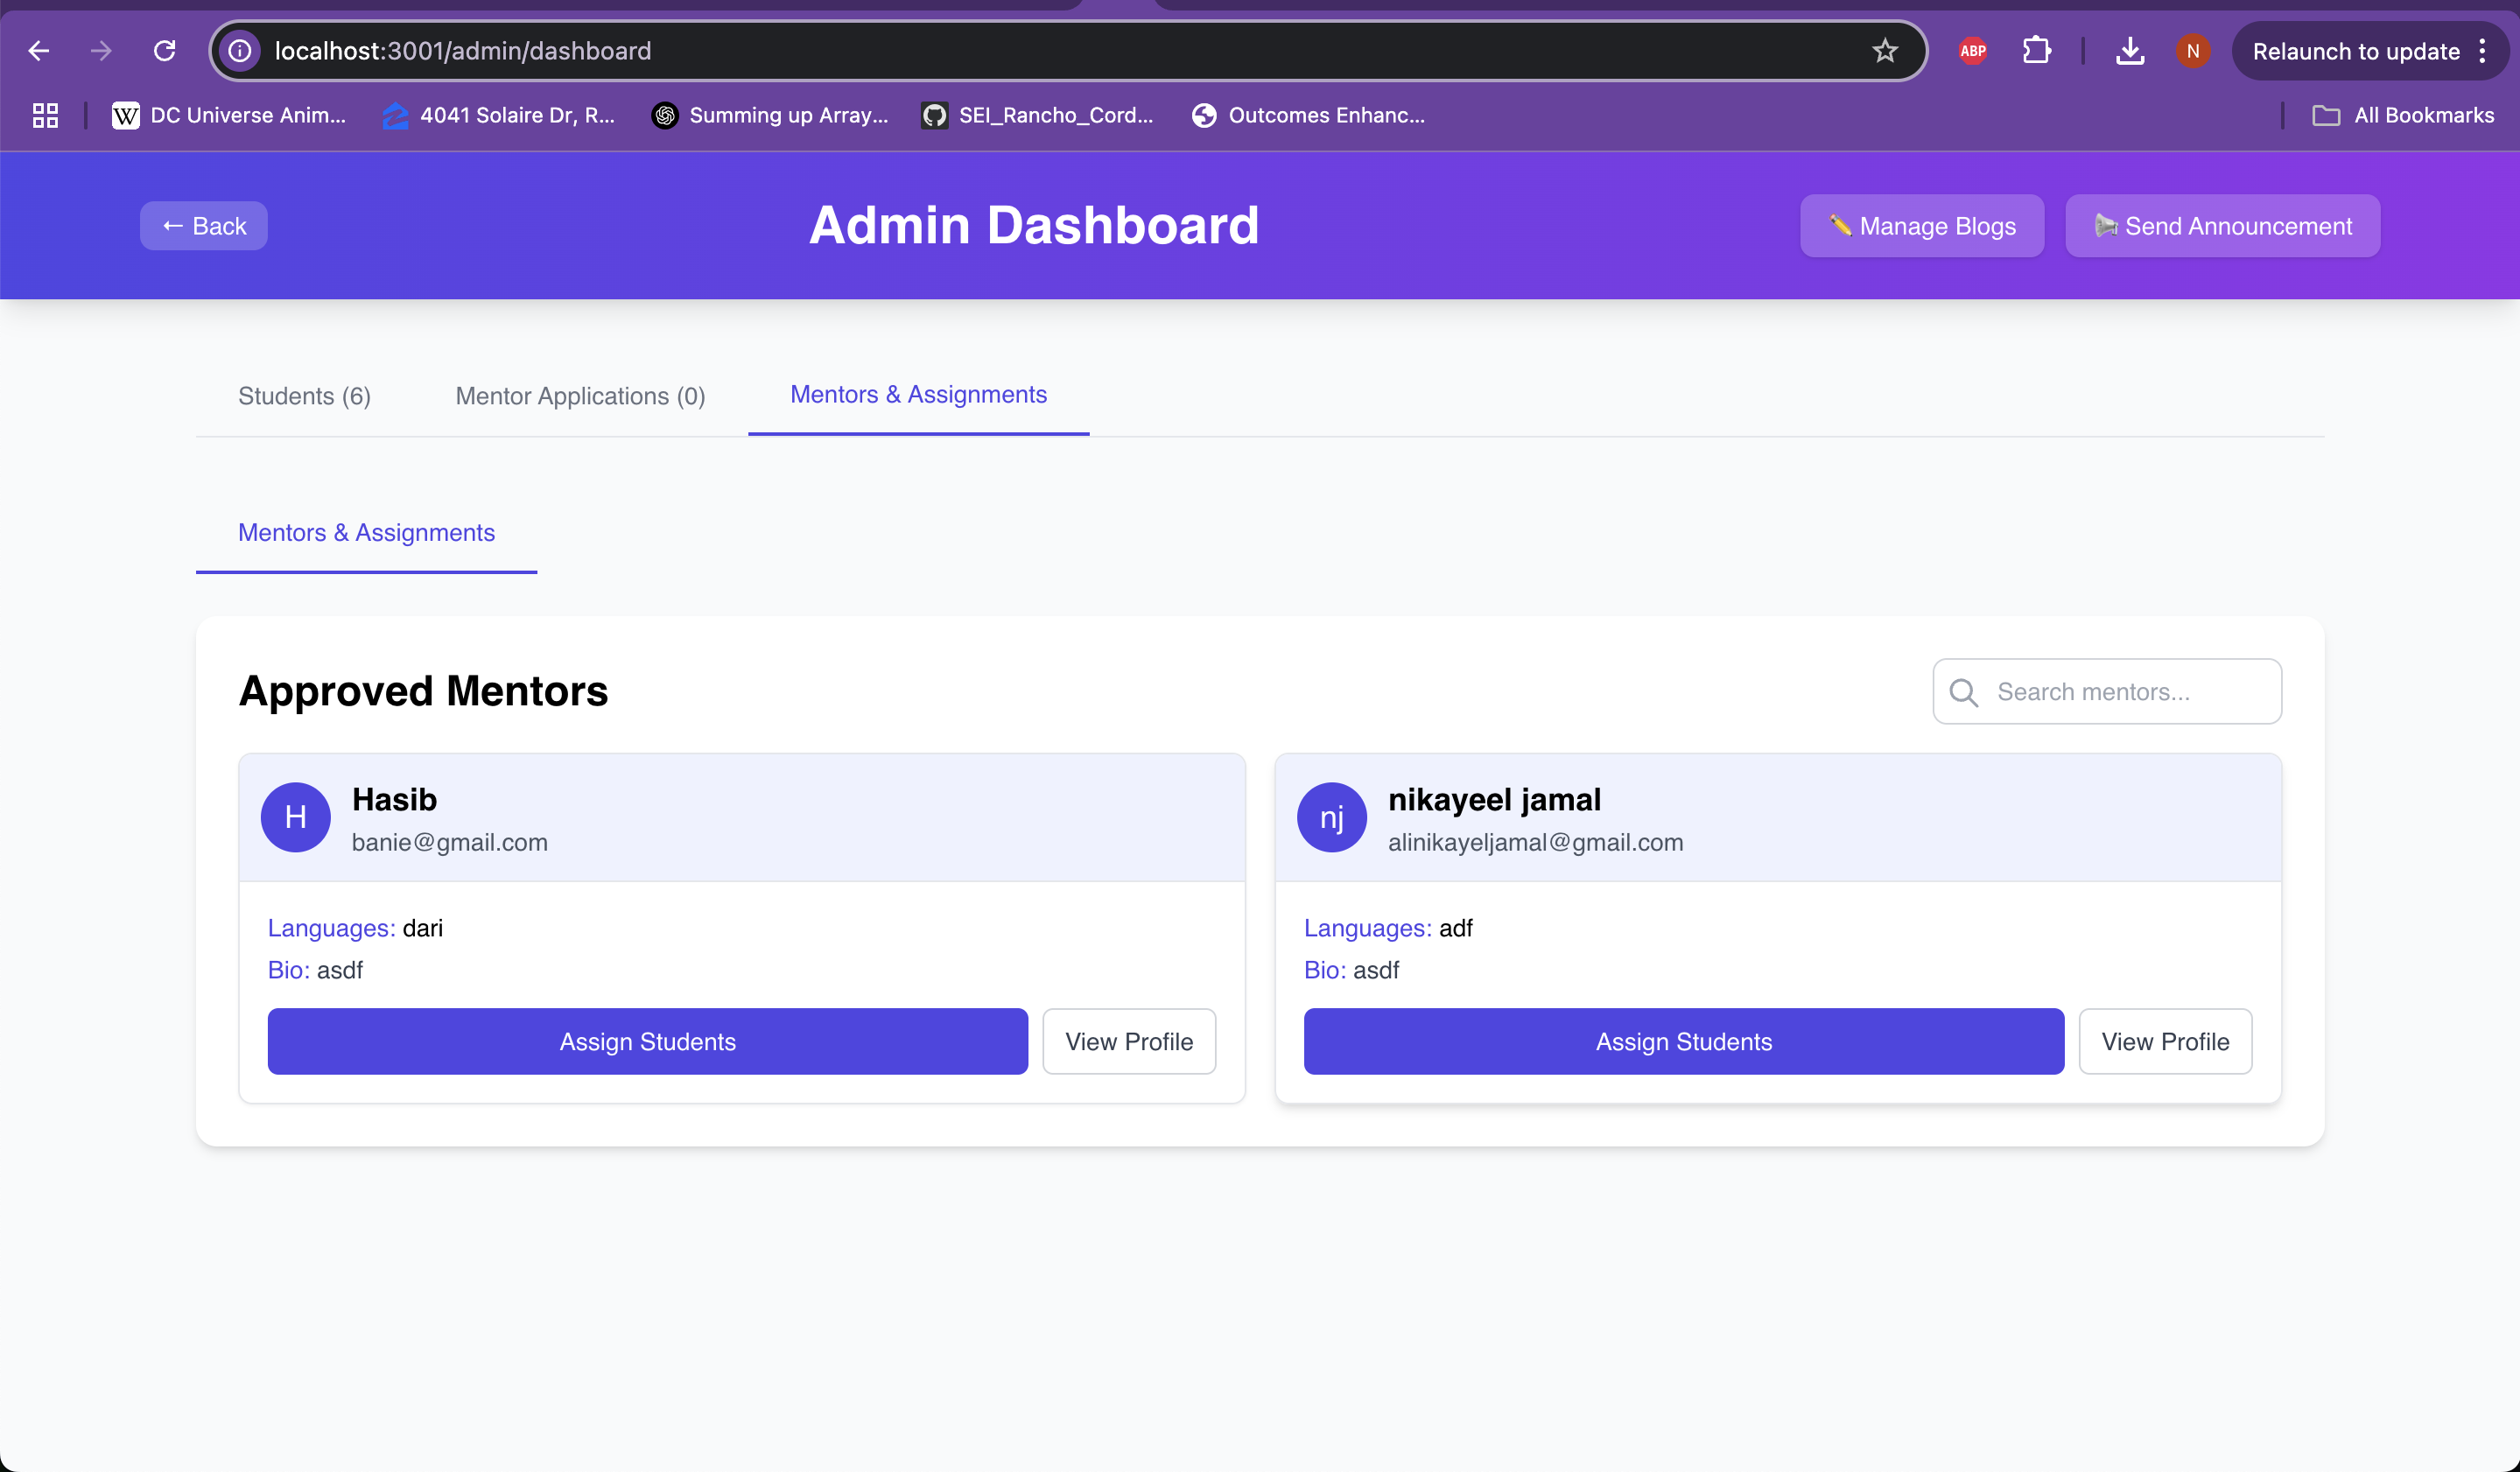 localhost:3001/admin/dashboard
ABP
N
Relaunch to update
W
DC Universe Anim...
4041 Solaire Dr, R...
Summing up Array...
SEI_Rancho_Cord...
Outcomes Enhanc...
All Bookmarks
← Back
Admin Dashboard
Manage Blogs
Send Announcement
Students (6)
Mentor Applications (0)
Mentors & Assignments
Mentors & Assignments
Approved Mentors
Search mentors...
H
Hasib
banie@gmail.com
Languages: dari
Bio: asdf
Assign Students
View Profile
nj
nikayeel jamal
alinikayeljamal@gmail.com
Languages: adf
Bio: asdf
Assign Students
View Profile